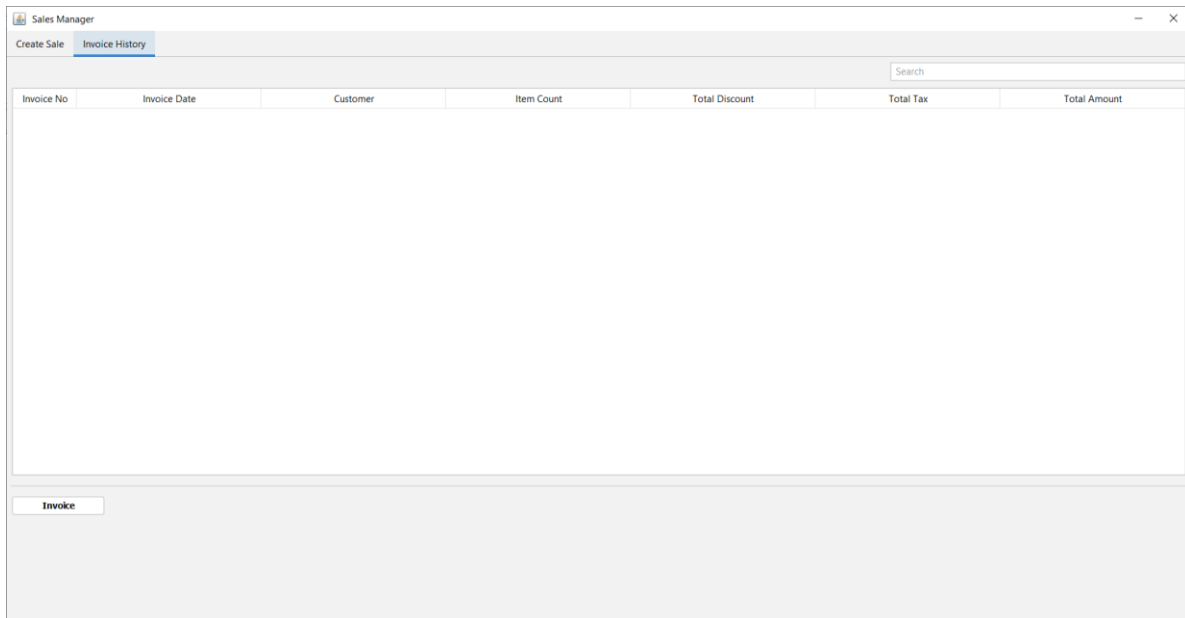 Sales Manager
Create Sale Invoice History
Search
Invoice No Invoice Date Customer Item Count Total Discount Total Tax Total Amount
Invoke